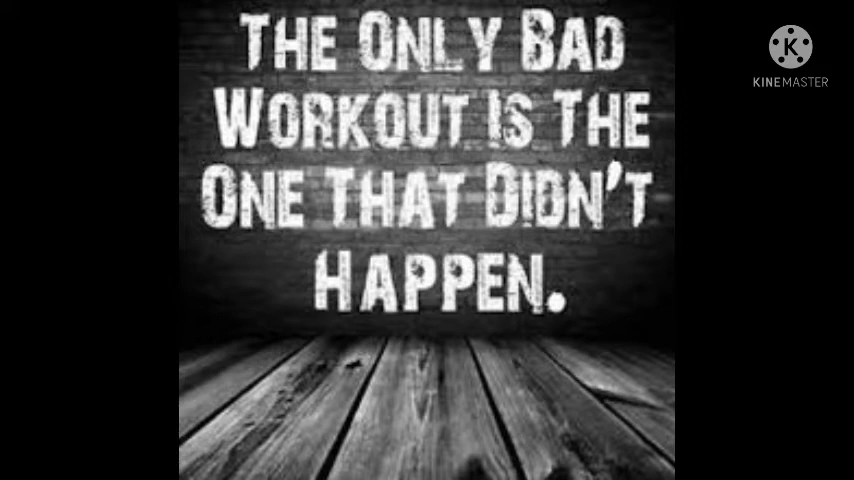 THE ONLY BAD
WORKOUT IS THE
ONE THAT DIDN'T
HAPPEN.
K
KINEMASTER